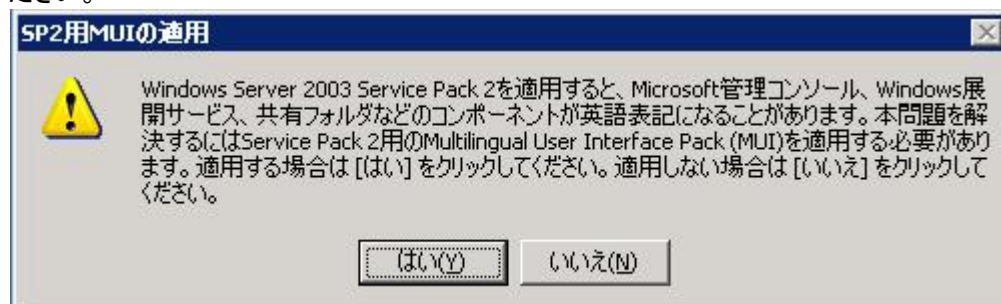 ださい。
SP2用MUIの適用
Windows Server 2003 Service Pack 2を適用すると、Microsoft管理コンソール、Windows展
開サービス、共有フォルダなどのコンポーネントが英語表記になることがあります。本問題を解
決するにはService Pack 2用のMultilingual User Interface Pack (MUI)を適用する必要があり
ます。適用する場合は [はい] をクリックしてください。適用しない場合は [いいえ] をクリックして
ください。
はい(Y) いいえ(N)